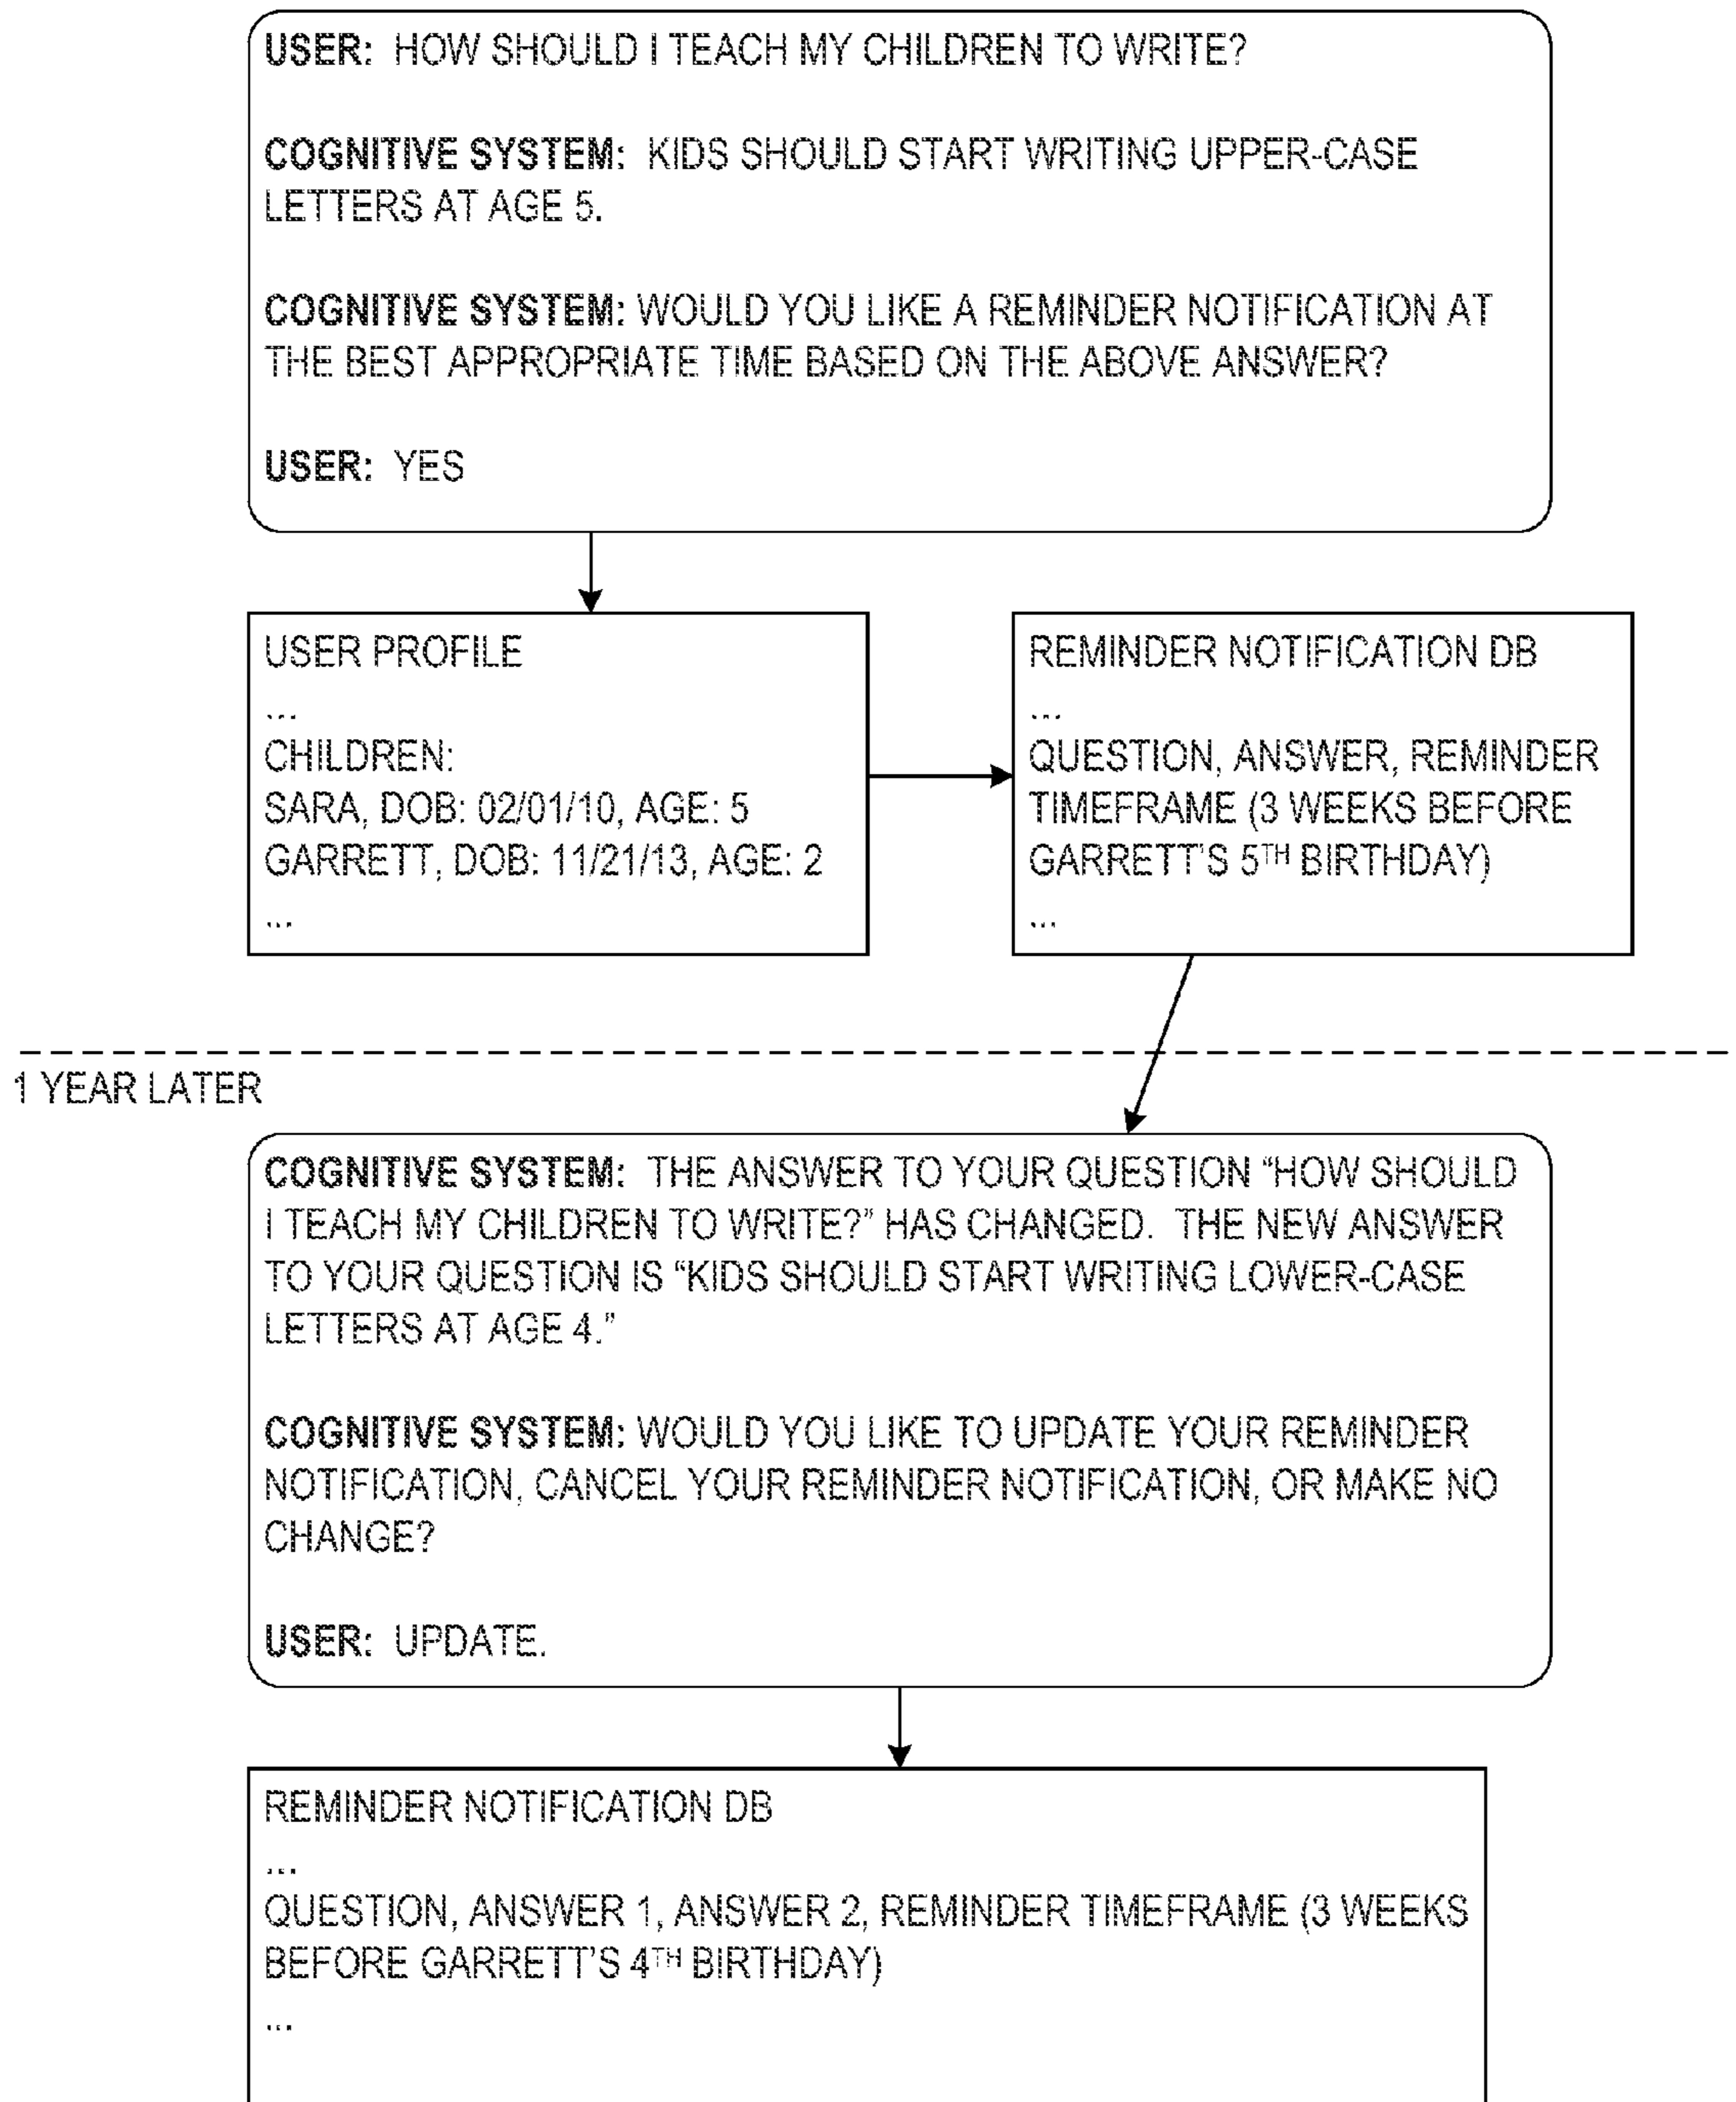 USER: HOW SHOULD I TEACH MY CHILDREN TO WRITE?
COGNITIVE SYSTEM: KIDS SHOULD START WRITING UPPER-CASE
LETTERS AT AGE 5.
COGNITIVE SYSTEM: WOULD YOU LIKE A REMINDER NOTIFICATION AT
THE BEST APPROPRIATE TIME BASED ON THE ABOVE ANSWER?
USER: YES
USER PROFILE
...
CHILDREN:
SARA, DOB: 02/01/10, AGE: 5
GARRETT, DOB: 11/21/13, AGE: 2
...
REMINDER NOTIFICATION DB
...
QUESTION, ANSWER, REMINDER
TIMEFRAME (3 WEEKS BEFORE
GARRETT'S 5TH BIRTHDAY)
...
1 YEAR LATER
COGNITIVE SYSTEM: THE ANSWER TO YOUR QUESTION “HOW SHOULD
I TEACH MY CHILDREN TO WRITE?” HAS CHANGED. THE NEW ANSWER
TO YOUR QUESTION IS “KIDS SHOULD START WRITING LOWER-CASE
LETTERS AT AGE 4.”
COGNITIVE SYSTEM: WOULD YOU LIKE TO UPDATE YOUR REMINDER
NOTIFICATION, CANCEL YOUR REMINDER NOTIFICATION, OR MAKE NO
CHANGE?
USER: UPDATE.
REMINDER NOTIFICATION DB
...
QUESTION, ANSWER 1, ANSWER 2, REMINDER TIMEFRAME (3 WEEKS
BEFORE GARRETT'S 4TH BIRTHDAY)
...